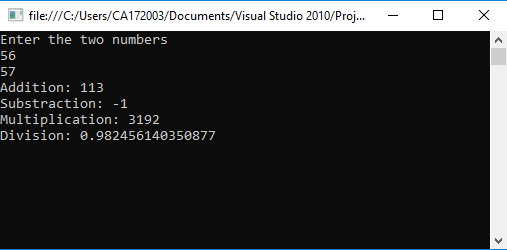 file:///C:/Users/CA172003/Documents/Visual Studio 2010/Proj...
Enter the two numbers
56
57
Addition: 113
Substraction: -1
Multiplication: 3192
Division: 0.982456140350877